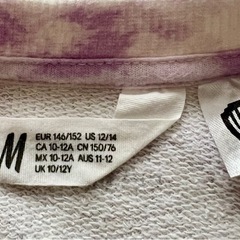 M
EUR 146/152 US 12/14
CA 10-12A CN 150/76
MX 10-12A AUS 11-12
UK 10/12Y